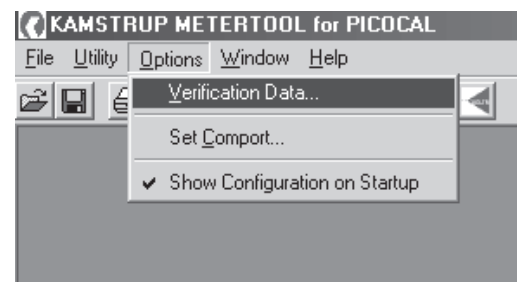 KAMSTRUP METERTOOL for PICOCAL
File Utility Options Window Help
Verification Data...
Set Comport...
✔ Show Configuration on Startup